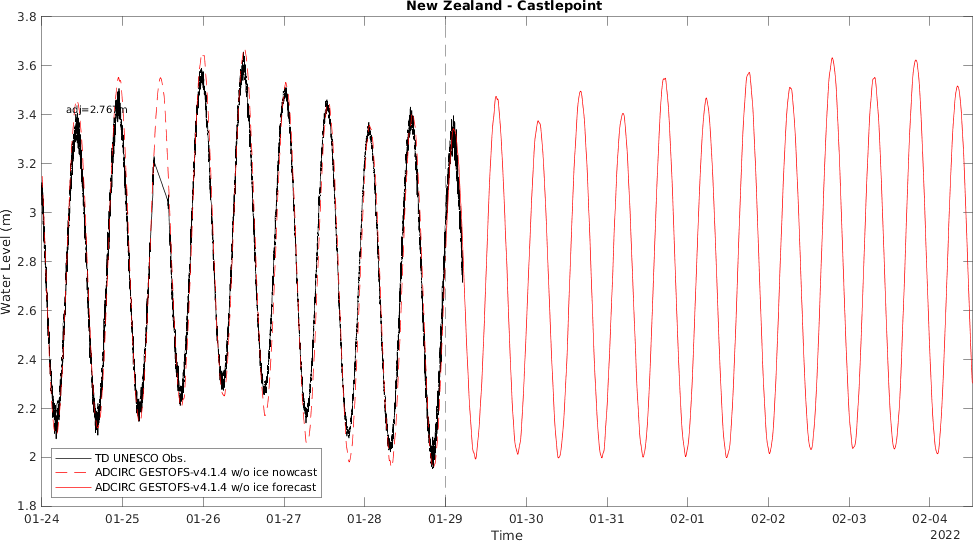 New Zealand - Castlepoint
3.8
3.6
3.4
3.2
3
2.8
2.6
2.4
2.2
2
1.8
Water Level (m)
adj=2.767m
TD UNESCO Obs.
ADCIRC GESTOFS-v4.1.4 w/o ice nowcast
ADCIRC GESTOFS-v4.1.4 w/o ice forecast
01-24 01-25 01-26 01-27 01-28 01-29 01-30 01-31 02-01 02-02 02-03 02-04
Time
2022